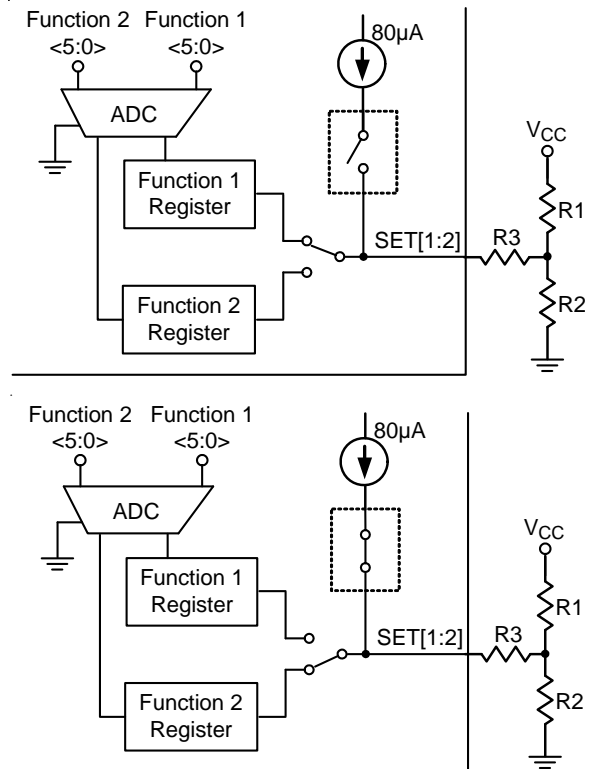 Function 2 Function 1
<5:0> <5:0>
80µA
ADC
VCC
Function 1
Register
R1
SET[1:2]
R3
R2
Function 2
Register
Function 2 Function 1
<5:0> <5:0>
80µA
ADC
VCC
Function 1
Register
R1
SET[1:2]
R3
R2
Function 2
Register